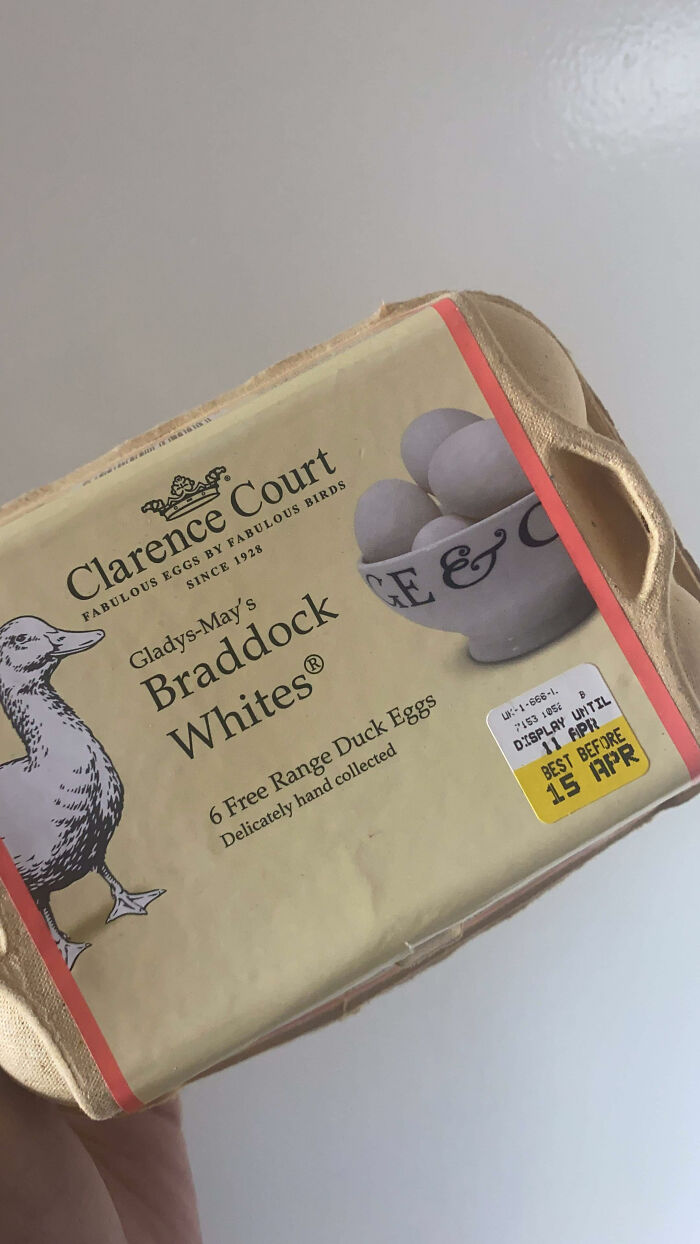 Clarence Court®
FABULOUS EGGS BY FABULOUS BIRDS
SINCE 1928
Gladys-May's
Braddock
Whites®
6 Free Range Duck Eggs
Delicately hand collected
GE & C
DISPLAY UNTIL
11 APR
BEST BEFORE
15 APR